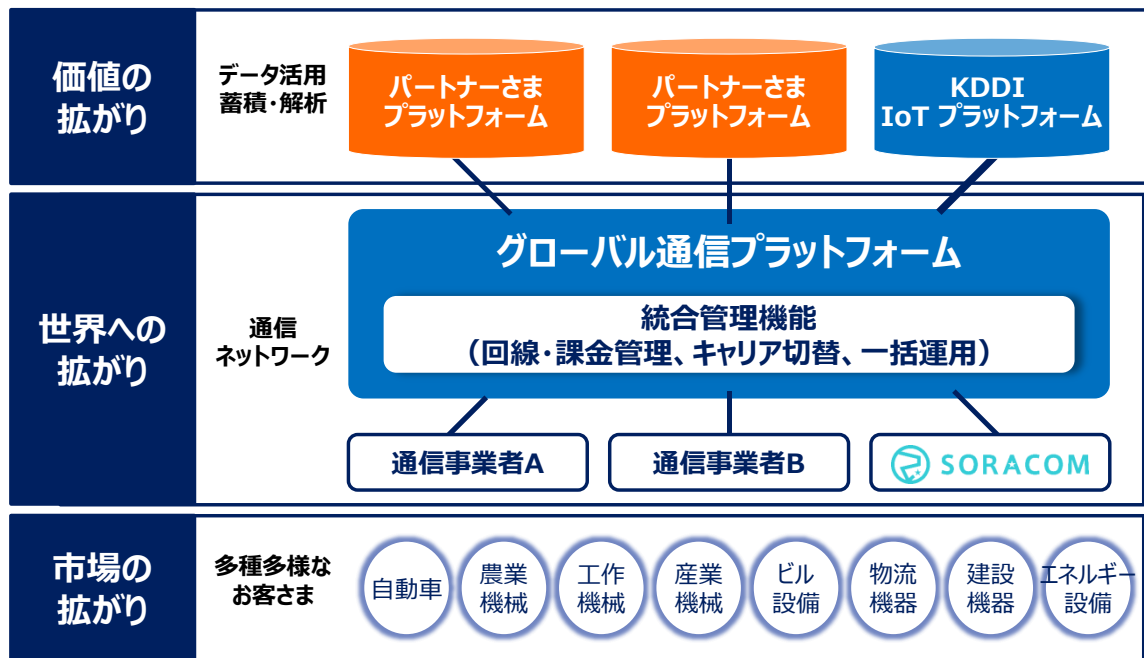 価値の
拡がり
データ活用
蓄積・解析
パートナーさま
プラットフォーム
パートナーさま
プラットフォーム
KDDI
IoT プラットフォーム
世界への
拡がり
通信
ネットワーク
グローバル通信プラットフォーム
統合管理機能
（回線・課金管理、キャリア切替、一括運用）
通信事業者A
通信事業者B
SORACOM
市場の
拡がり
多種多様な
お客さま
自動車
農業
機械
工作
機械
産業
機械
ビル
設備
物流
機器
建設
機器
エネルギー
設備